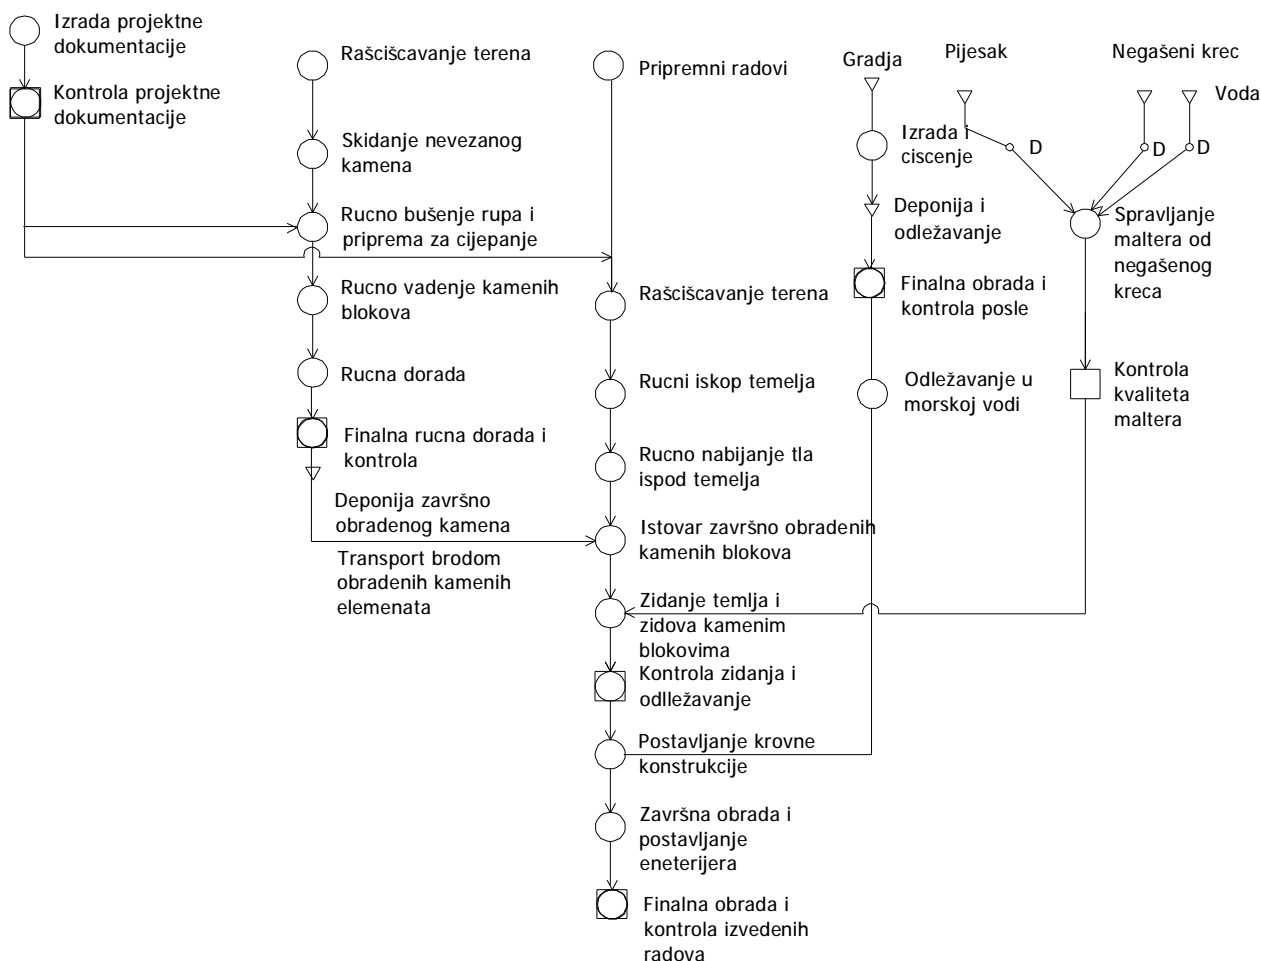 Izrada projektne
dokumentacije
Kontrola projektne
dokumentacije
Rašcišcavanje terena
Skidanje nevezanog
kamena
Rucno bušenje rupa i
priprema za cijepanje
Rucno vadenje kamenih
blokova
Rucna dorada
Finalna rucna dorada i
kontrola
Deponija završno
obradenog kamena
Transport brodom
obradenih kamenih
elemenata
Pripremni radovi
Rašcišcavanje terena
Rucni iskop temelja
Rucno nabijanje tla
ispod temelja
Istovar završno obradenih
kamenih blokova
Zidanje temlja i
zidova kamenim
blokovima
Kontrola zidanja i
odlležavanje
Postavljanje krovne
konstrukcije
Završna obrada i
postavljanje
eneterijera
Finalna obrada i
kontrola izvedenih
radova
Gradja
Izrada i
ciscenje
Deponija i
odležavanje
Finalna obrada i
kontrola posle
Odležavanje u
morskoj vodi
Pijesak
Negašeni krec
Voda
D
D
D
Spravljanje
maltera od
negašenog
kreca
Kontrola
kvaliteta
maltera